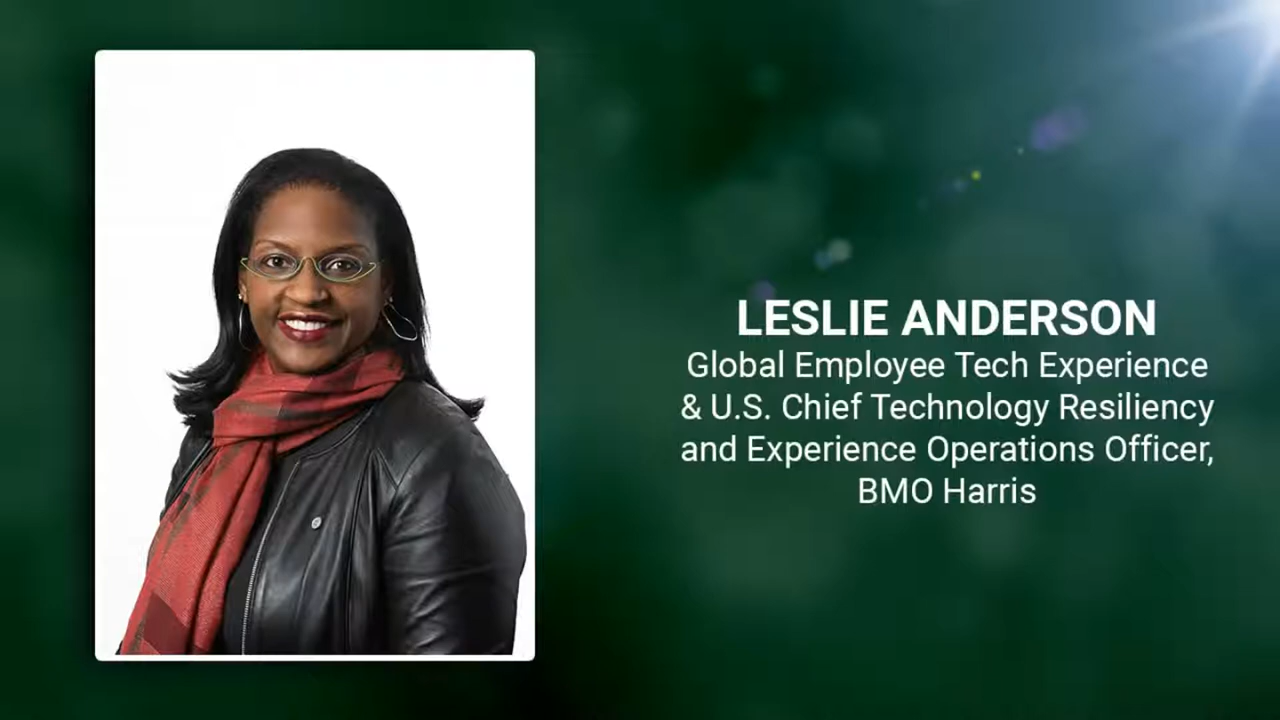 LESLIE ANDERSON
Global Employee Tech Experience
& U.S. Chief Technology Resiliency
and Experience Operations Officer,
BMO Harris